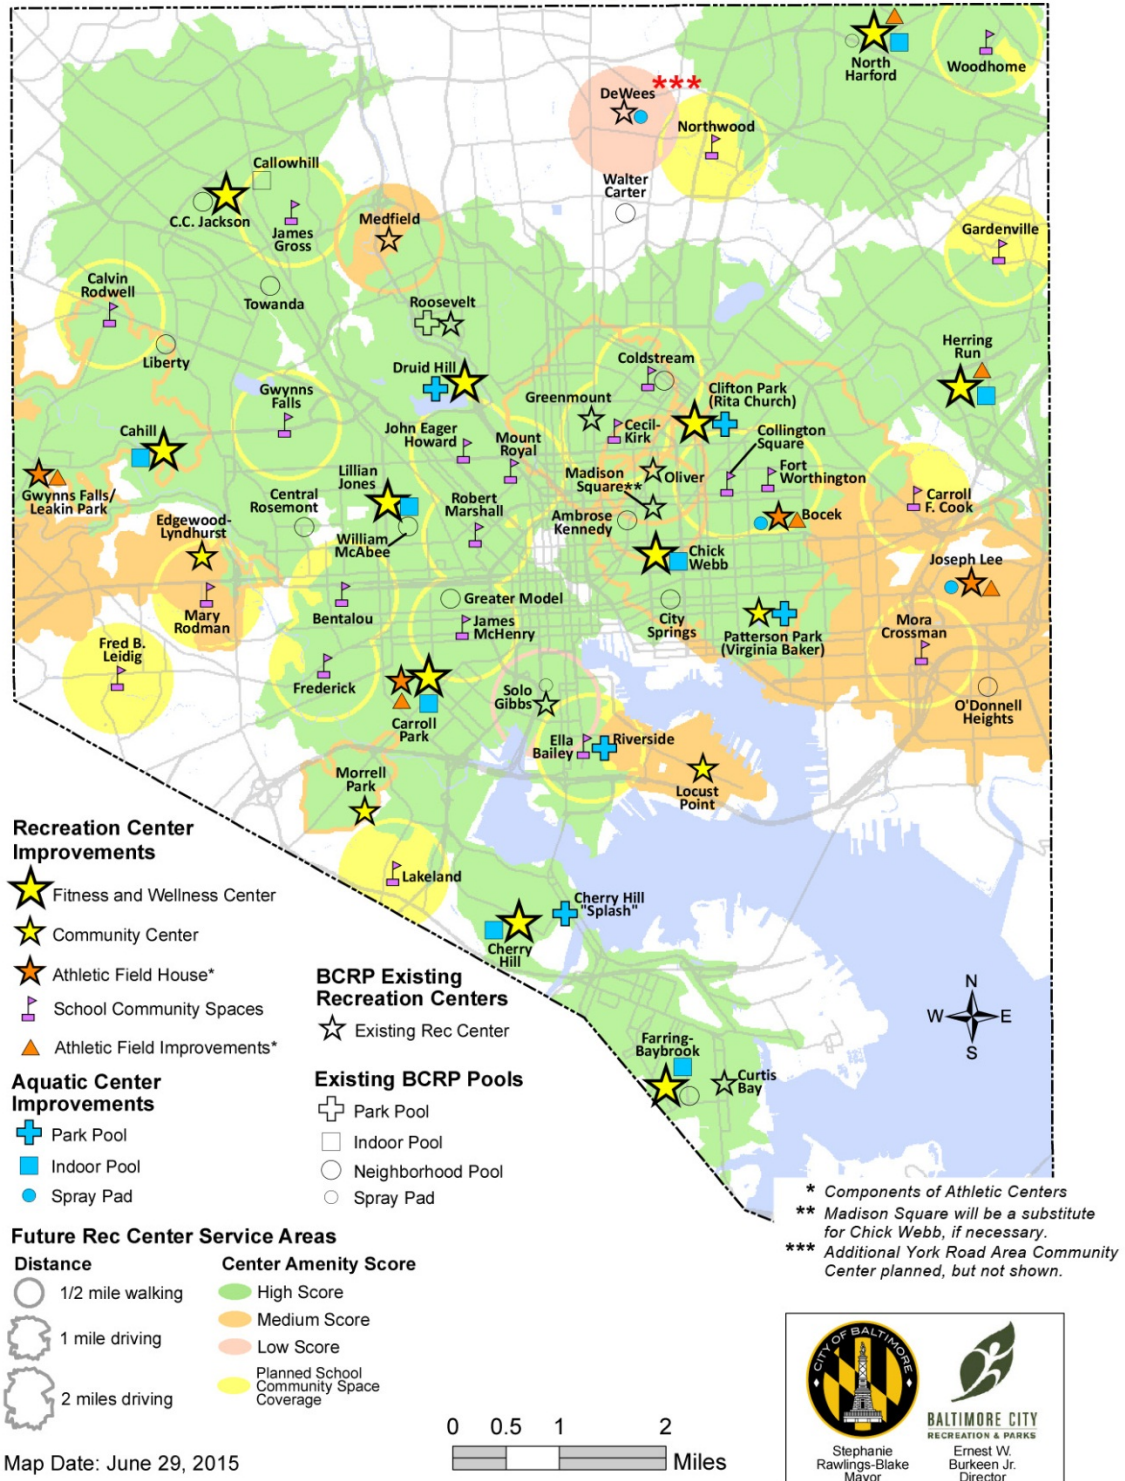 North
Harford
Woodhome
DeWees
***
Northwood
Walter
Carter
Callowhill
C.C. Jackson
James
Gross
Medfield
Gardenville
Calvin
Rodwell
Towanda
Roosevelt
Liberty
Druid Hill
Coldstream
Herring
Run
Gwynns
Falls
Greenmount
Clifton Park
(Rita Church)
Cahill
John Eager
Howard
Mount
Royal
Cecil-
Kirk
Collington
Square
Gwynns Falls/
Leakin Park
Lillian
Jones
Madison
Square**
Oliver
Fort
Worthington
Central
Rosemont
Robert
Marshall
Carroll
F. Cook
Edgewood-
Lyndhurst
William
McAbee
Ambrose
Kennedy
Bocek
Chick
Webb
Joseph Lee
Mary
Rodman
Bentalou
Greater Model
James
McHenry
City
Springs
Patterson Park
(Virginia Baker)
Mora
Crossman
Fred B.
Leidig
Frederick
Solo
Gibbs
O'Donnell
Heights
Carroll
Park
Ella
Bailey
Riverside
Locust
Point
Morrell
Park
Lakeland
Cherry Hill
"Splash"
Cherry
Hill
Farring-
Baybrook
Curtis
Bay
N
W
E
S
Recreation Center
Improvements
Fitness and Wellness Center
Community Center
Athletic Field House*
School Community Spaces
Athletic Field Improvements*
Aquatic Center
Improvements
Park Pool
Indoor Pool
Spray Pad
BCRP Existing
Recreation Centers
Existing Rec Center
Existing BCRP Pools
Park Pool
Indoor Pool
Neighborhood Pool
Spray Pad
Future Rec Center Service Areas
Distance
1/2 mile walking
1 mile driving
2 miles driving
Center Amenity Score
High Score
Medium Score
Low Score
Planned School
Community Space
Coverage
* Components of Athletic Centers
** Madison Square will be a substitute
for Chick Webb, if necessary.
*** Additional York Road Area Community
Center planned, but not shown.
0 0.5 1 2
Miles
Map Date: June 29, 2015
CITY OF BALTIMORE
Stephanie
Rawlings-Blake
Mayor
BALTIMORE CITY
RECREATION & PARKS
Ernest W.
Burkeen Jr.
Director